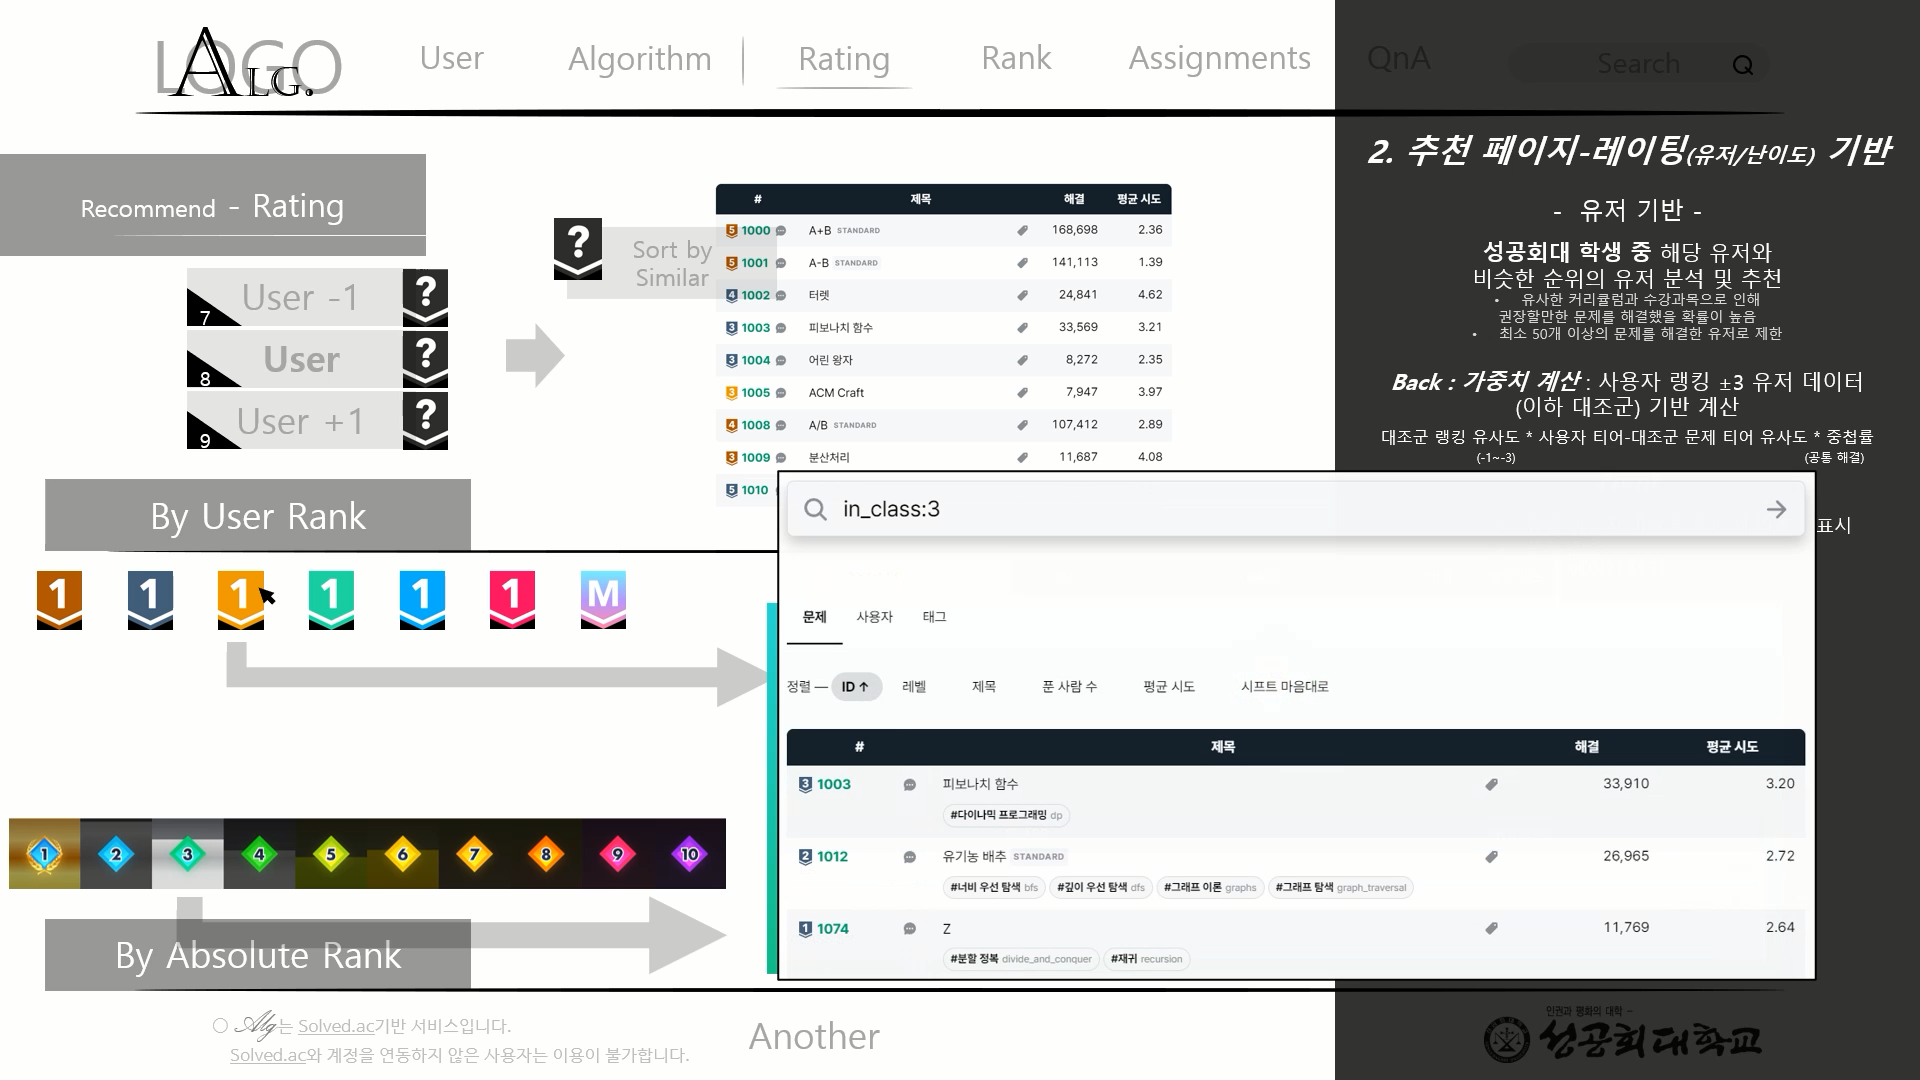 LOGO
ALG.
User
Algorithm
Rating
Rank
Assignments
QnA
Search
Recommend - Rating
7 User -1 ?
8 User ?
9 User +1 ?
? Sort by
Similar
# 제목 해결 평균 시도
5 1000 A+B STANDARD 168,698 2.36
5 1001 A-B STANDARD 141,113 1.39
4 1002 터렛 24,841 4.62
3 1003 피보나치 함수 33,569 3.21
3 1004 어린 왕자 8,272 2.35
3 1005 ACM Craft 7,947 3.97
4 1008 A/B STANDARD 107,412 2.89
3 1009 분산처리 11,687 4.08
5 1010
By User Rank
1 1 1 1 1 1 M
1 2 3 4 5 6 7 8 9 10
By Absolute Rank
in_class:3
문제 사용자 태그
정렬 — ID ↑ 레벨 제목 푼 사람 수 평균 시도 시프트 마음대로
# 제목 해결 평균 시도
3 1003 피보나치 함수 33,910 3.20
#다이나믹 프로그래밍 dp
2 1012 유기농 배추 STANDARD 26,965 2.72
#너비 우선 탐색 bfs #깊이 우선 탐색 dfs #그래프 이론 graphs #그래프 탐색 graph_traversal
1 1074 Z 11,769 2.64
#분할 정복 divide_and_conquer #재귀 recursion
2. 추천 페이지-레이팅(유저/난이도) 기반
- 유저 기반 -
성공회대 학생 중 해당 유저와
비슷한 순위의 유저 분석 및 추천
• 유사한 커리큘럼과 수강과목으로 인해
권장할만한 문제를 해결했을 확률이 높음
• 최소 50개 이상의 문제를 해결한 유저로 제한
Back : 가중치 계산 : 사용자 랭킹 ±3 유저 데이터
(이하 대조군) 기반 계산
대조군 랭킹 유사도 * 사용자 티어-대조군 문제 티어 유사도 * 중첩률
(-1~-3) (공통 해결)
표시
○ Alg는 Solved.ac기반 서비스입니다.
Solved.ac와 계정을 연동하지 않은 사용자는 이용이 불가합니다.
Another
인권과 평화의 대학 -
성공회대학교